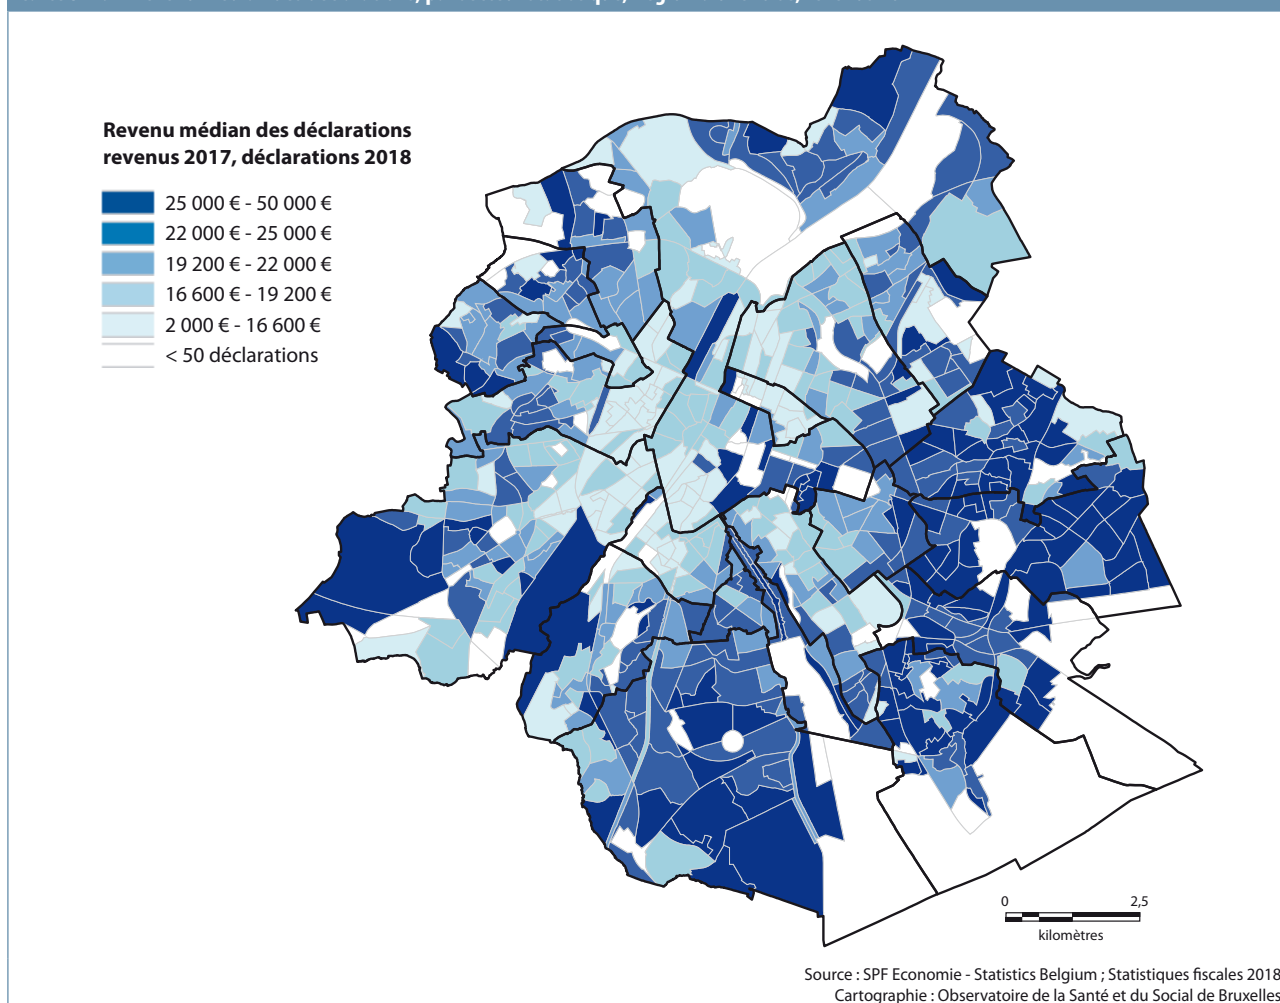 Revenu médian des déclarations
revenus 2017, déclarations 2018
25 000 € - 50 000 €
22 000 € - 25 000 €
19 200 € - 22 000 €
16 600 € - 19 200 €
2 000 € - 16 600 €
< 50 déclarations
0 2,5
kilomètres
Source : SPF Economie - Statistics Belgium ; Statistiques fiscales 2018
Cartographie : Observatoire de la Santé et du Social de Bruxelles